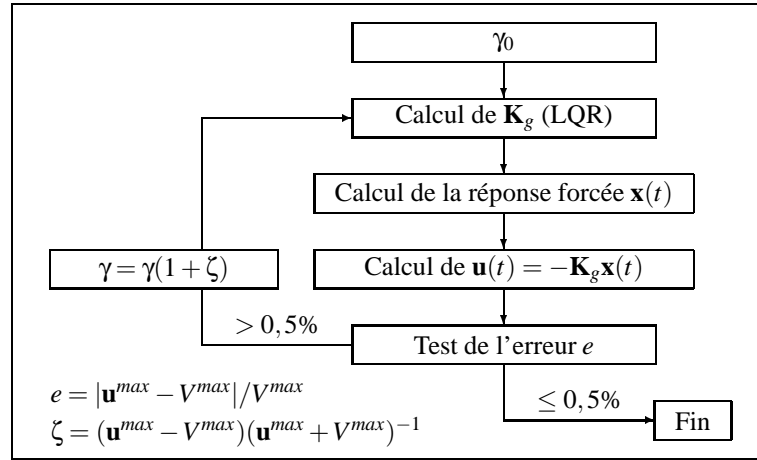 γ₀
Calcul de K_g (LQR)
Calcul de la réponse forcée x(t)
γ = γ(1 + ζ)
Calcul de u(t) = −K_g x(t)
> 0,5%
Test de l'erreur e
e = |u^max − V^max|/V^max
≤ 0,5%
ζ = (u^max − V^max)(u^max + V^max)^−1
Fin